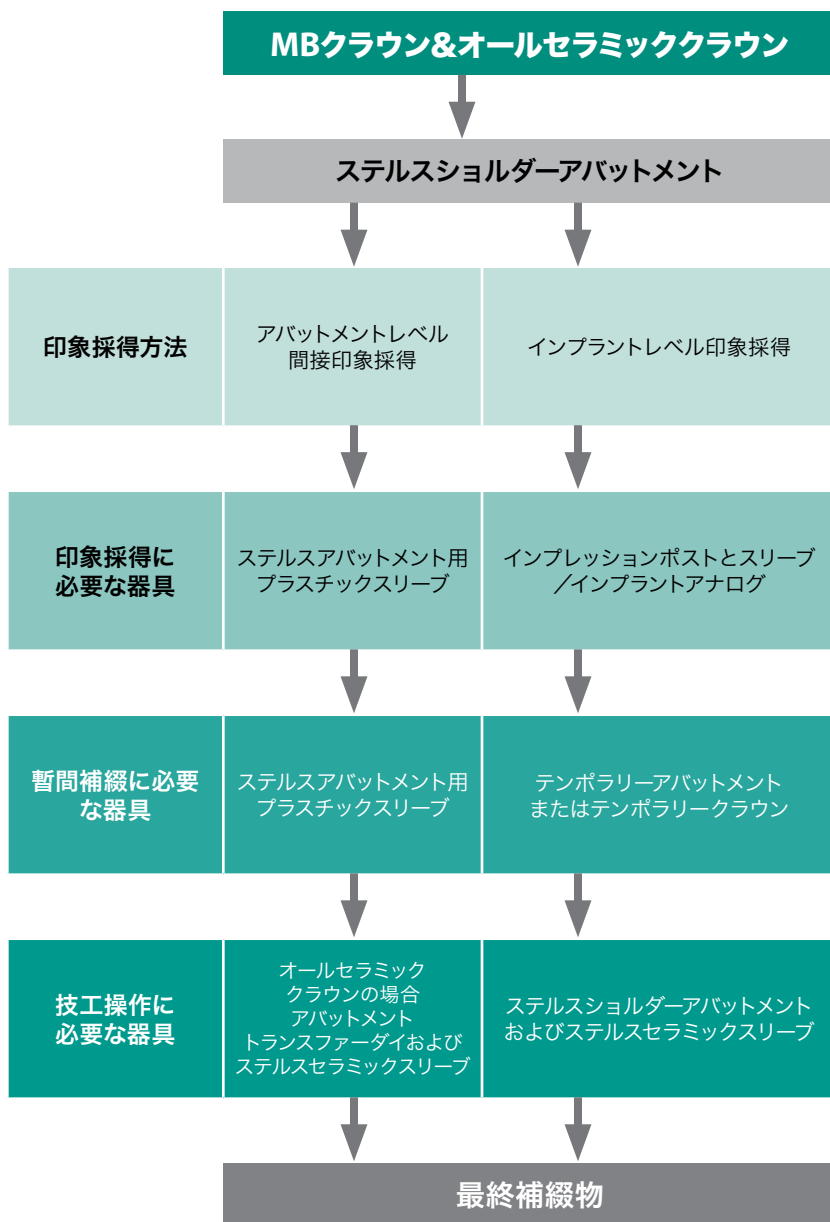 MBクラウン&オールセラミッククラウン
ステルスショルダーアバットメント
印象採得方法
アバットメントレベル
間接印象採得
インプラントレベル印象採得
印象採得に
必要な器具
ステルスアバットメント用
プラスチックスリーブ
インプレッションポストとスリーブ
／インプラントアナログ
暫間補綴に必要
な器具
ステルスアバットメント用
プラスチックスリーブ
テンポラリーアバットメント
またはテンポラリークラウン
技工操作に
必要な器具
オールセラミック
クラウンの場合
アバットメント
トランスファーダイおよび
ステルスセラミックスリーブ
ステルスショルダーアバットメント
およびステルスセラミックスリーブ
最終補綴物